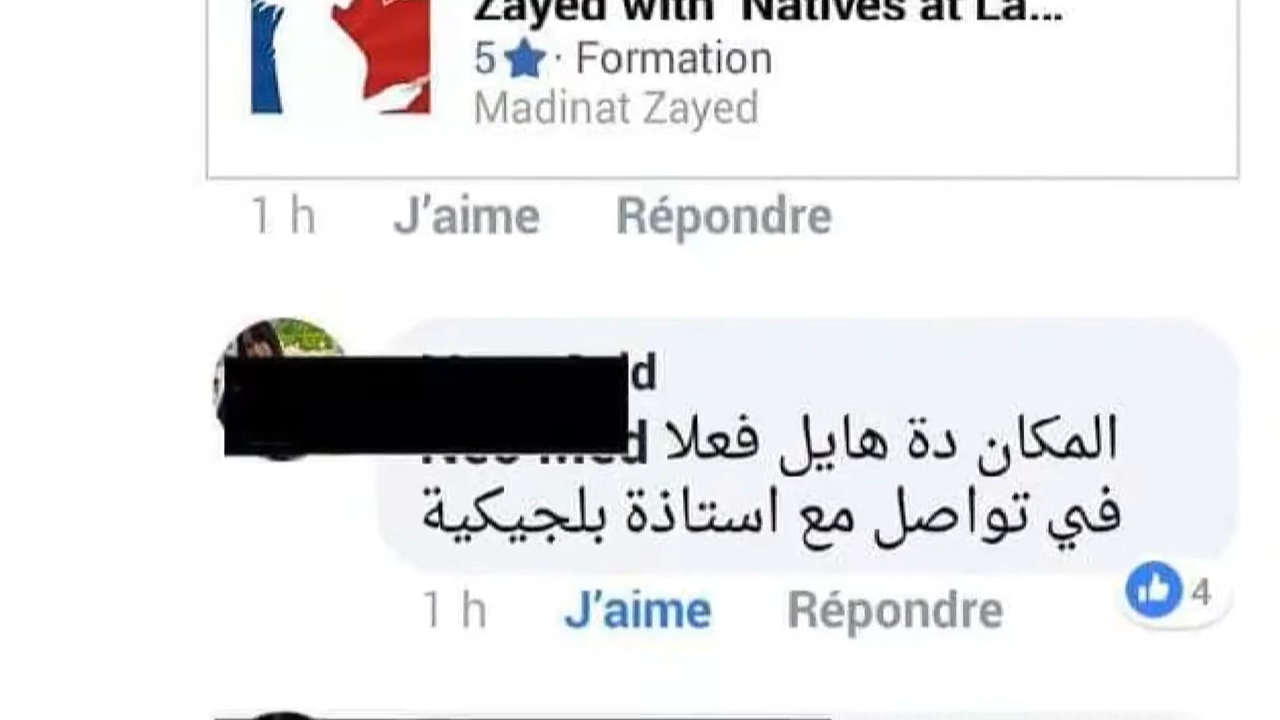 Zayed with Natives at La...
5 · Formation
Madinat Zayed
1 h J'aime Répondre
المكان دة هايل فعلا
في تواصل مع استاذة بلجيكية
1 h J'aime Répondre 4